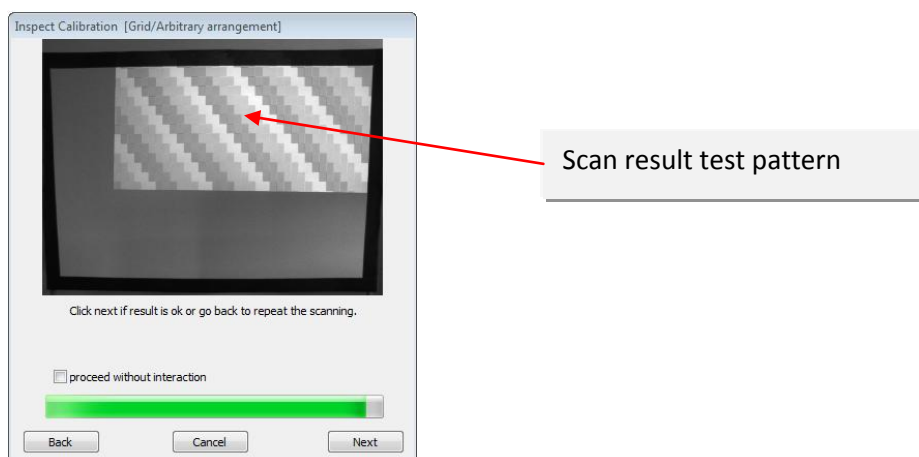 Inspect Calibration [Grid/Arbitrary arrangement]
Scan result test pattern
Click next if result is ok or go back to repeat the scanning.
proceed without interaction
Back
Cancel
Next